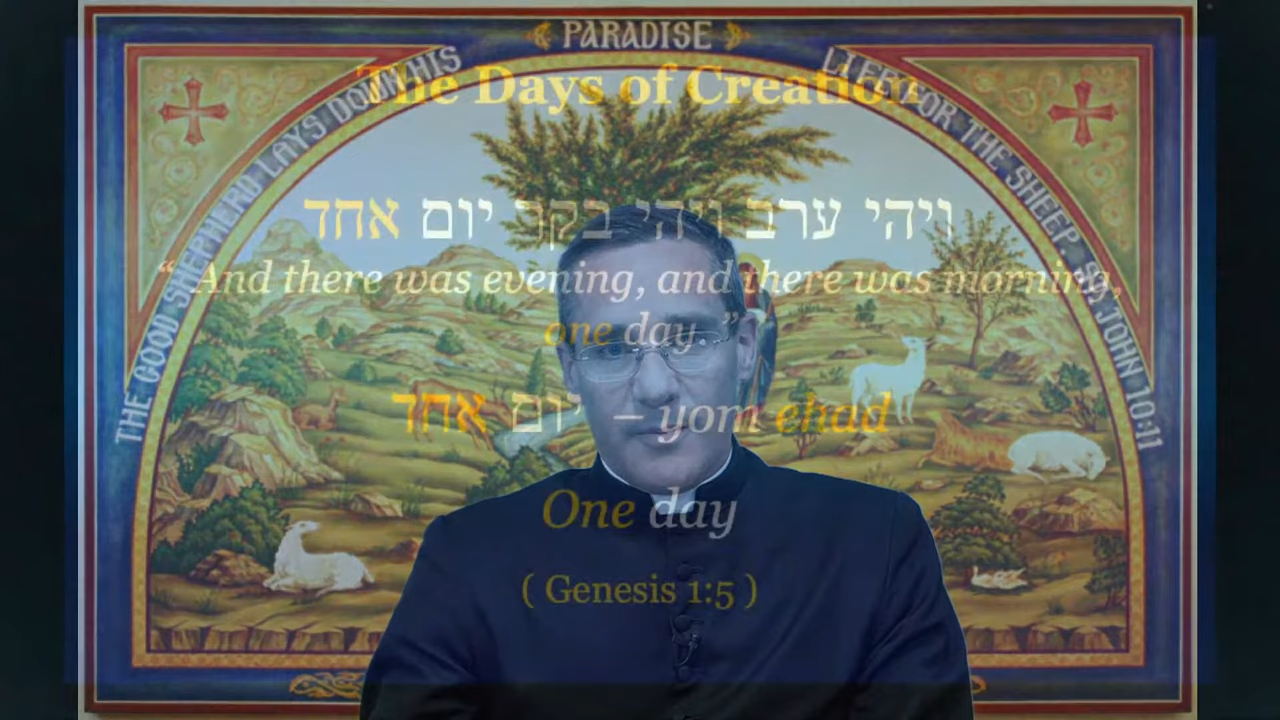 PARADISE
THE GOOD SHEPHERD LAYS DOWN HIS
LIFE FOR THE SHEEP. ST JOHN 10:11
The Days of Creation
ויהי ערב ויהי בקר יום אחד
“ And there was evening, and there was morning,
one day ”
יום אחד – yom ehad
One day
( Genesis 1:5 )